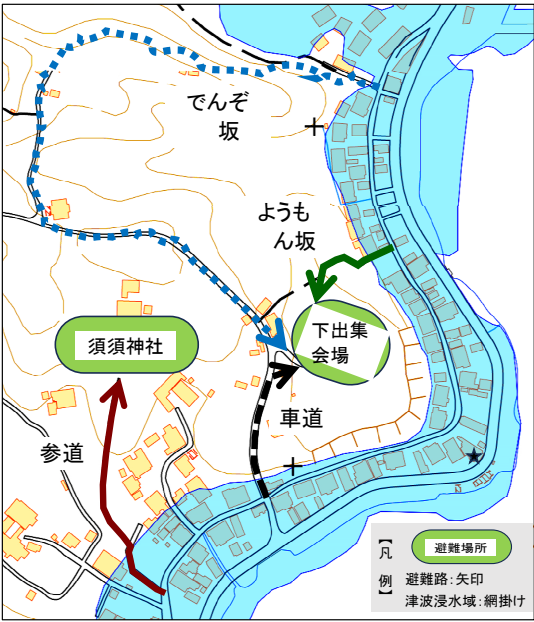 でんぞ
坂
ようも
ん坂
下出集
会場
須須神社
車道
参道
【凡例】
避難場所
避難路:矢印
津波浸水域:網掛け